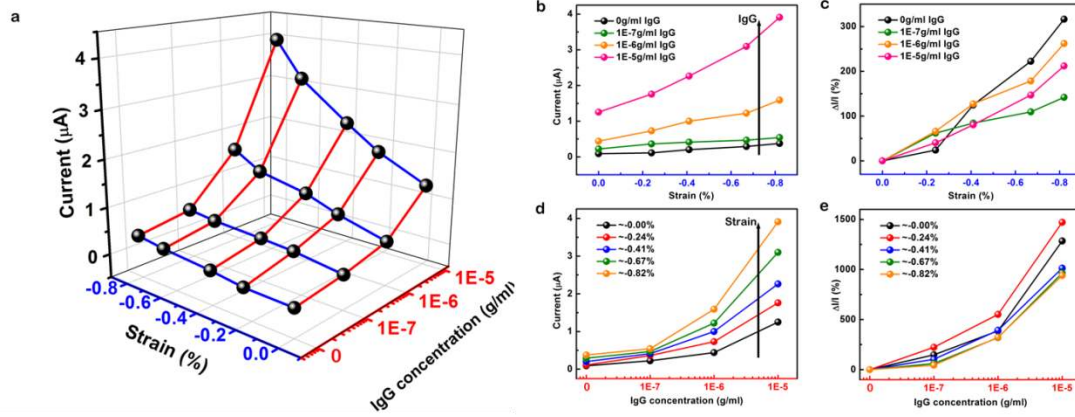 a
Current (μA)
4
3
2
1
0
-0.8
-0.6
-0.4
-0.2
0.0
Strain (%)
0
1E-7
1E-6
1E-5
IgG concentration (g/ml)
b
Current (μA)
4
3
2
1
0
0g/ml IgG
1E-7g/ml IgG
1E-6g/ml IgG
1E-5g/ml IgG
IgG
0.0 -0.2 -0.4 -0.6 -0.8
Strain (%)
c
ΔI/I (%)
300
200
100
0
0g/ml IgG
1E-7g/ml IgG
1E-6g/ml IgG
1E-5g/ml IgG
0.0 -0.2 -0.4 -0.6 -0.8
Strain (%)
d
Current (μA)
4
3
2
1
0
~-0.00%
~-0.24%
~-0.41%
~-0.67%
~-0.82%
Strain
0 1E-7 1E-6 1E-5
IgG concentration (g/ml)
e
ΔI/I (%)
1500
1000
500
0
~-0.00%
~-0.24%
~-0.41%
~-0.67%
~-0.82%
0 1E-7 1E-6 1E-5
IgG concentration (g/ml)